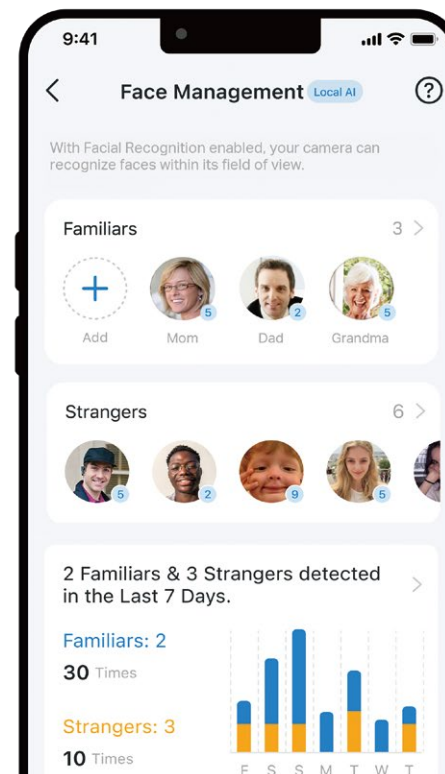 9:41
Face Management Local AI
With Facial Recognition enabled, your camera can
recognize faces within its field of view.
Familiars 3
5 2 5
Add Mom Dad Grandma
Strangers 6
5 2 9 5
2 Familiars & 3 Strangers detected
in the Last 7 Days.
Familiars: 2
30 Times
Strangers: 3
10 Times
F S S M T W T